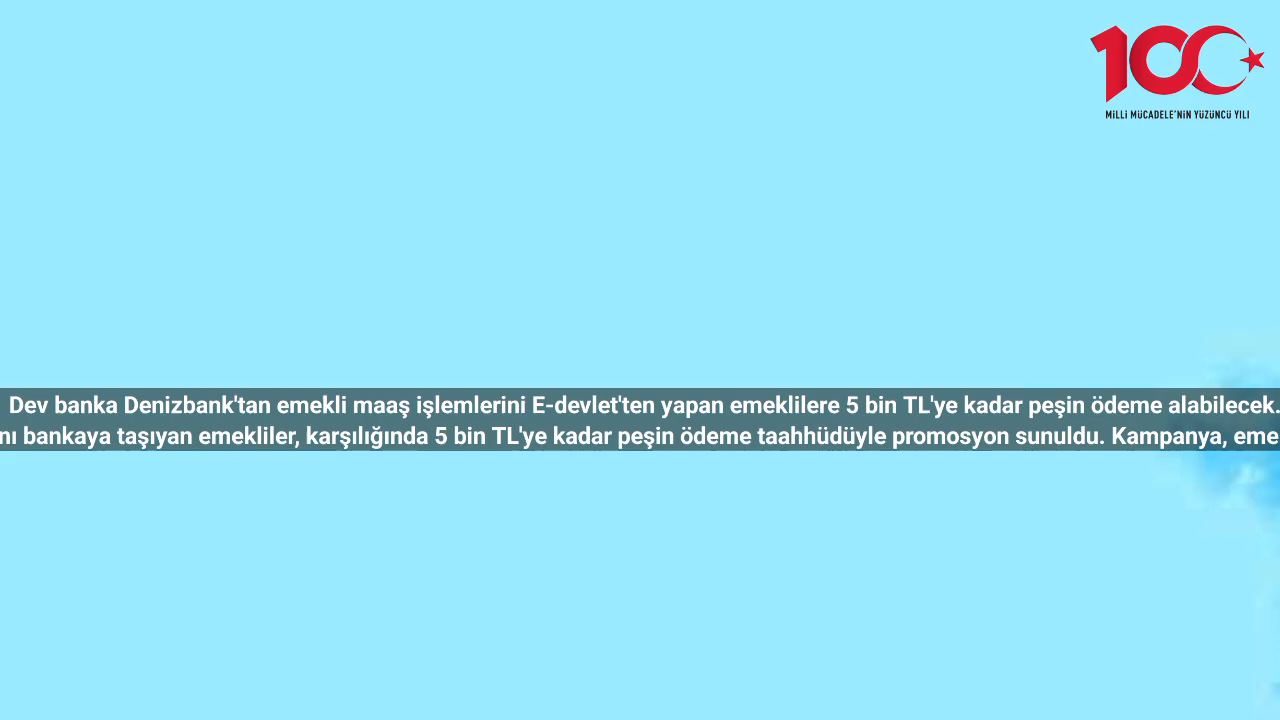 100
MİLLİ MÜCADELE'NİN YÜZÜNCÜ YILI
Dev banka Denizbank'tan emekli maaş işlemlerini E-devlet'ten yapan emeklilere 5 bin TL'ye kadar peşin ödeme alabilecek.
nı bankaya taşıyan emekliler, karşılığında 5 bin TL'ye kadar peşin ödeme taahhüdüyle promosyon sunuldu. Kampanya, eme